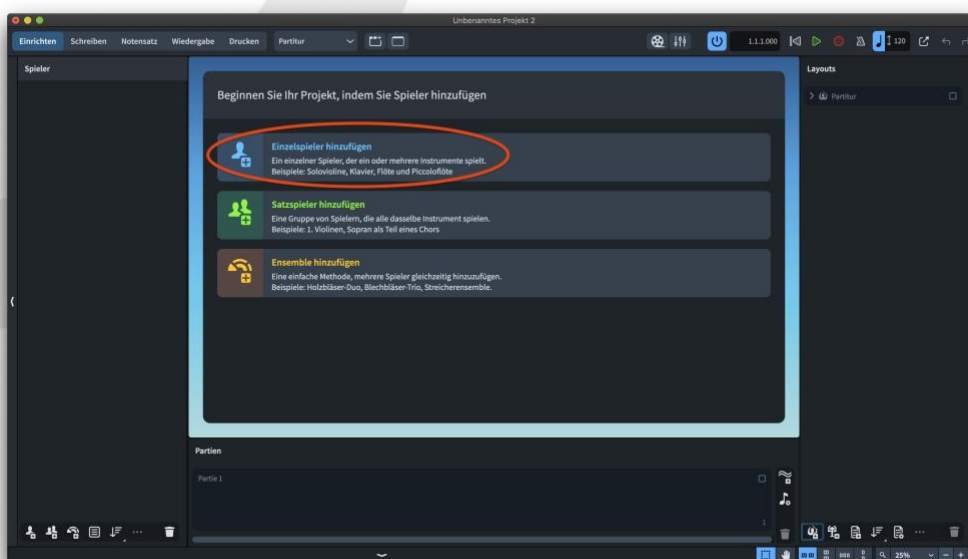 Unbenanntes Projekt 2
Einrichten Schreiben Notensatz Wiedergabe Drucken Partitur 1.1.1.000 120
Spieler
Layouts
Beginnen Sie Ihr Projekt, indem Sie Spieler hinzufügen
Partitur
Einzelspieler hinzufügen
Ein einzelner Spieler, der ein oder mehrere Instrumente spielt.
Beispiele: Solovioline, Klavier, Flöte und Piccoloflöte
Satzspieler hinzufügen
Eine Gruppe von Spielern, die alle dasselbe Instrument spielen.
Beispiele: 1. Violinen, Sopran als Teil eines Chors
Ensemble hinzufügen
Eine einfache Methode, mehrere Spieler gleichzeitig hinzuzufügen.
Beispiele: Holzbläser-Duo, Blechbläser-Trio, Streicherensemble.
Partien
Partie 1
1
25%